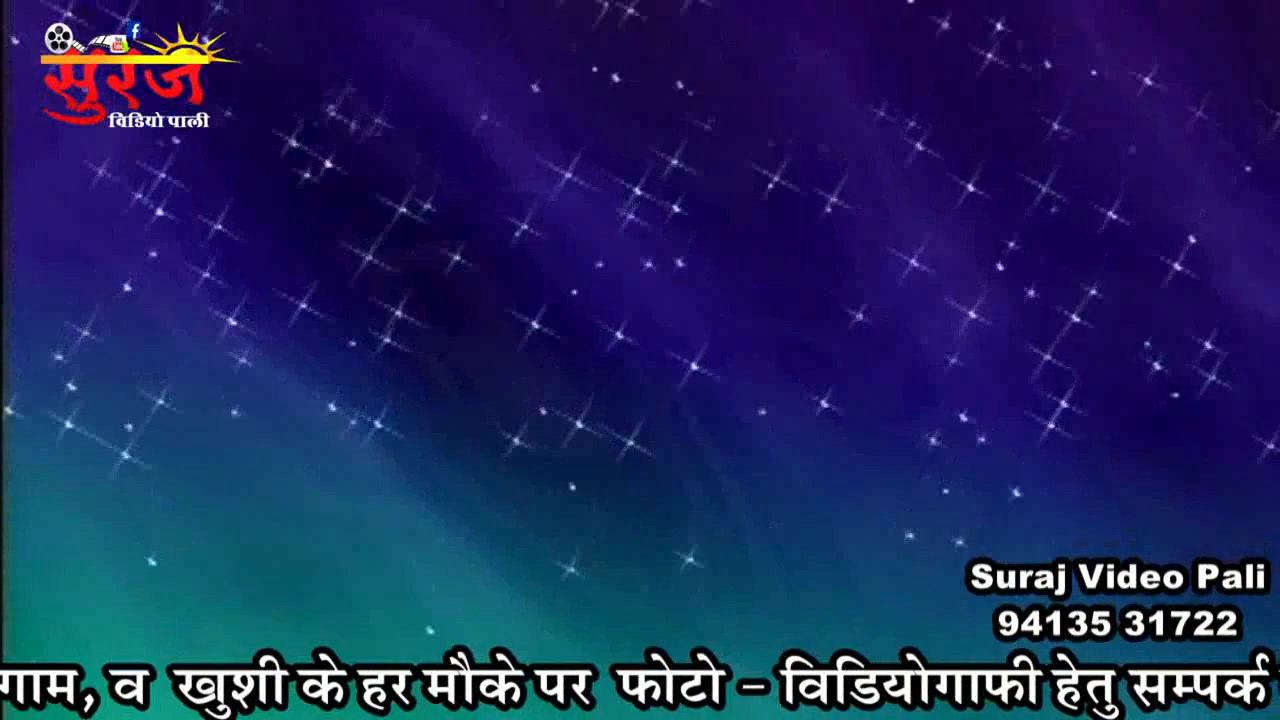 सुरज
विडियो पाली
Suraj Video Pali
94135 31722
गाम, व खुशी के हर मौके पर फोटो - विडियोगाफी हेतु सम्पर्क